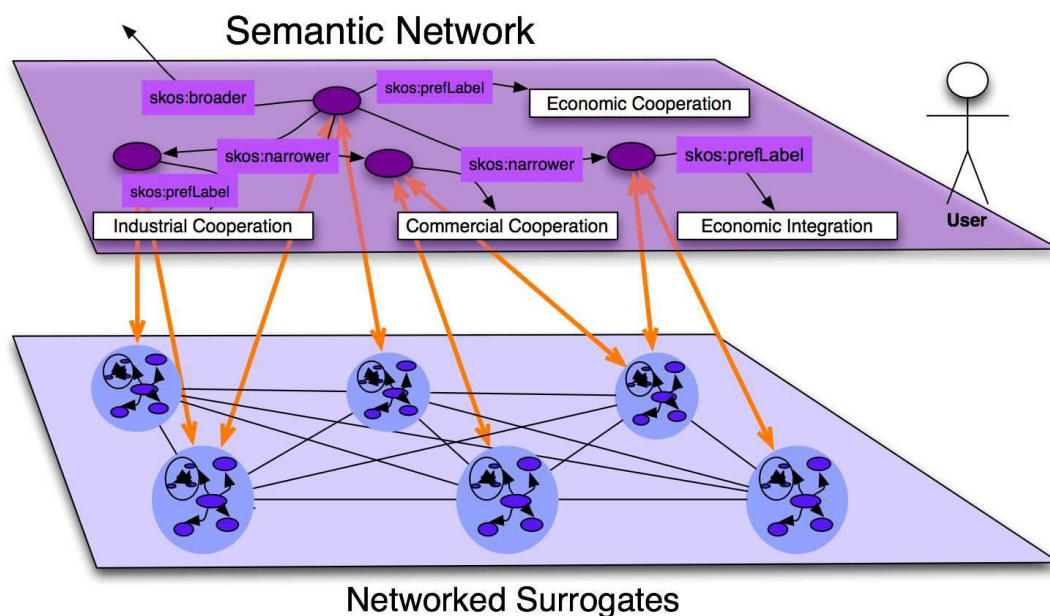 Semantic Network
skos:broader
skos:prefLabel
Economic Cooperation
skos:narrower
skos:narrower
skos:prefLabel
skos:prefLabel
Industrial Cooperation
Commercial Cooperation
Economic Integration
User
Networked Surrogates